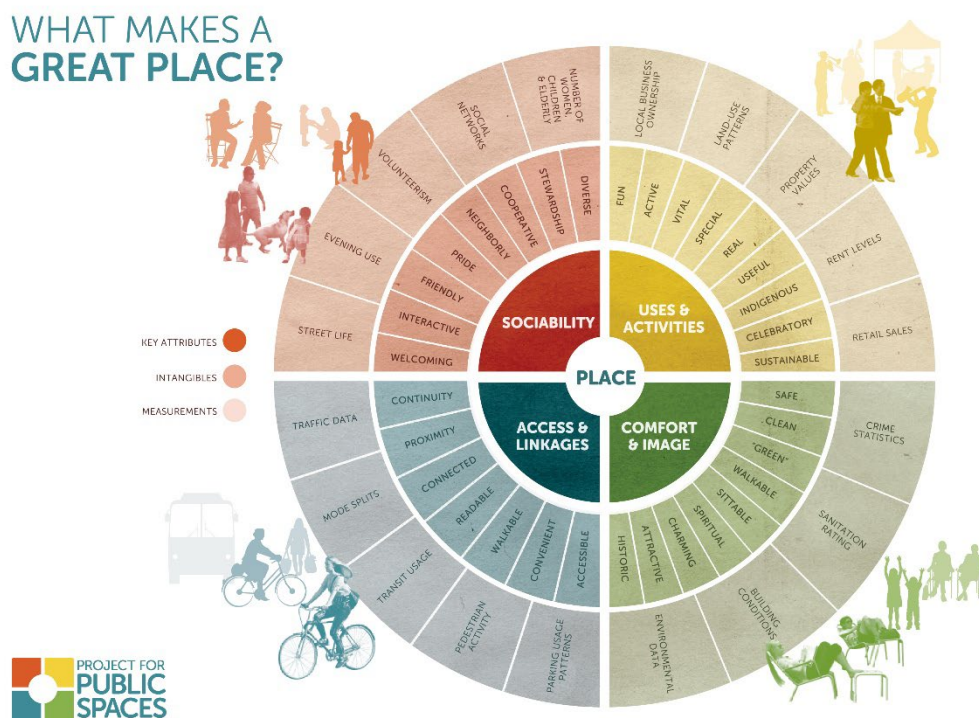 WHAT MAKES A
GREAT PLACE?
KEY ATTRIBUTES
INTANGIBLES
MEASUREMENTS
PLACE
SOCIABILITY
WELCOMING
INTERACTIVE
FRIENDLY
PRIDE
NEIGHBORLY
COOPERATIVE
STEWARDSHIP
DIVERSE
STREET LIFE
EVENING USE
VOLUNTEERISM
SOCIAL
NETWORKS
NUMBER OF
WOMEN,
CHILDREN
& ELDERLY
USES &
ACTIVITIES
FUN
ACTIVE
VITAL
SPECIAL
REAL
USEFUL
INDIGENOUS
CELEBRATORY
SUSTAINABLE
LOCAL BUSINESS
OWNERSHIP
LAND-USE
PATTERNS
PROPERTY
VALUES
RENT LEVELS
RETAIL SALES
COMFORT
& IMAGE
SAFE
CLEAN
"GREEN"
WALKABLE
SITTABLE
SPIRITUAL
CHARMING
ATTRACTIVE
HISTORIC
CRIME
STATISTICS
SANITATION
RATING
BUILDING
CONDITIONS
ENVIRONMENTAL
DATA
ACCESS &
LINKAGES
CONTINUITY
PROXIMITY
CONNECTED
READABLE
WALKABLE
CONVENIENT
ACCESSIBLE
TRAFFIC DATA
MODE SPLITS
TRANSIT USAGE
PEDESTRIAN
ACTIVITY
PARKING USAGE
PATTERNS
PROJECT FOR
PUBLIC
SPACES